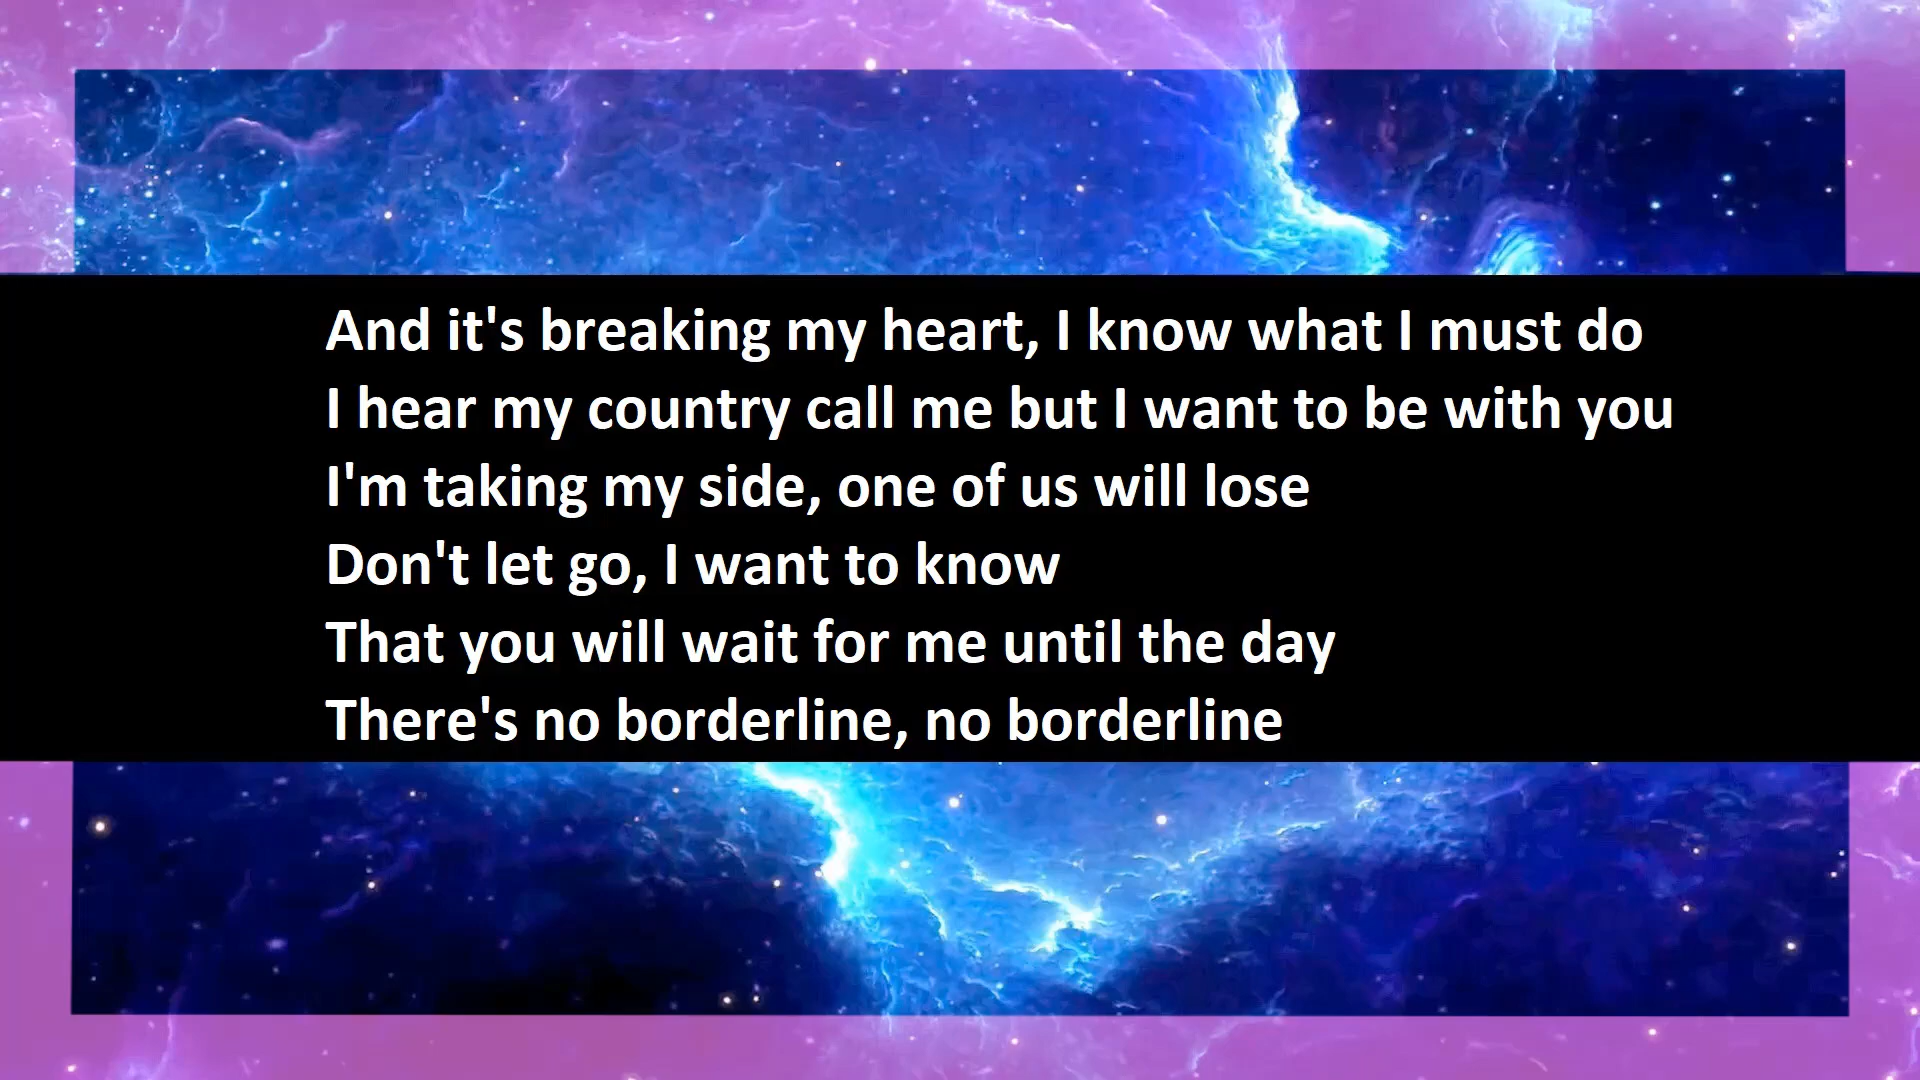 And it's breaking my heart, I know what I must do
I hear my country call me but I want to be with you
I'm taking my side, one of us will lose
Don't let go, I want to know
That you will wait for me until the day
There's no borderline, no borderline